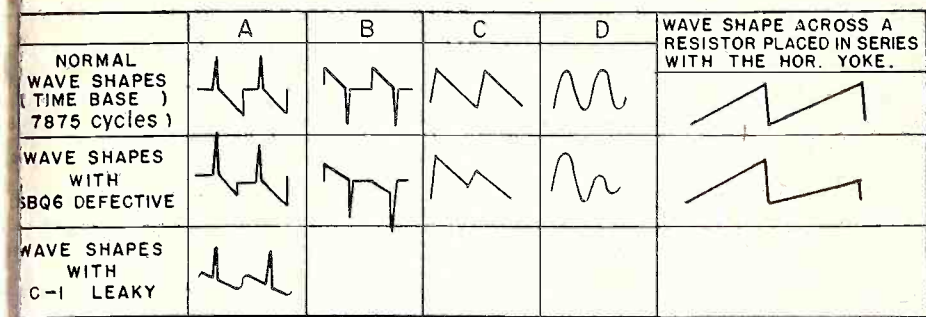 A B C D
WAVE SHAPE ACROSS A
RESISTOR PLACED IN SERIES
WITH THE HOR. YOKE.
NORMAL
WAVE SHAPES
(TIME BASE )
7875 cycles)
WAVE SHAPES
WITH
6BQ6 DEFECTIVE
WAVE SHAPES
WITH
C-1 LEAKY